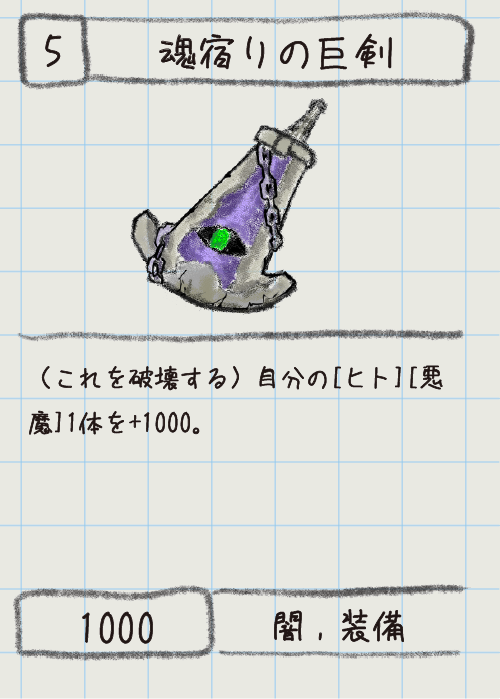 5
魂宿りの巨剣
（これを破壊する）自分の[ヒト][悪
魔]1体を+1000。
1000
闇，装備